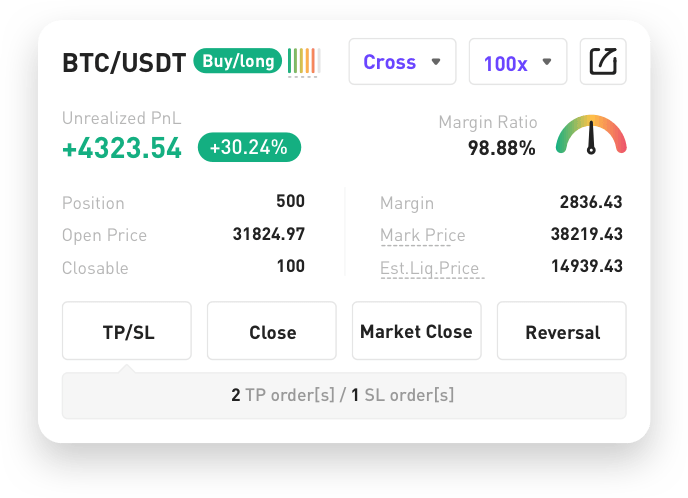 BTC/USDT Buy/long Cross 100x
Unrealized PnL
+4323.54 +30.24%
Margin Ratio
98.88%
Position 500
Open Price 31824.97
Closable 100
Margin 2836.43
Mark Price 38219.43
Est.Liq.Price 14939.43
TP/SL Close Market Close Reversal
2 TP order[s] / 1 SL order[s]